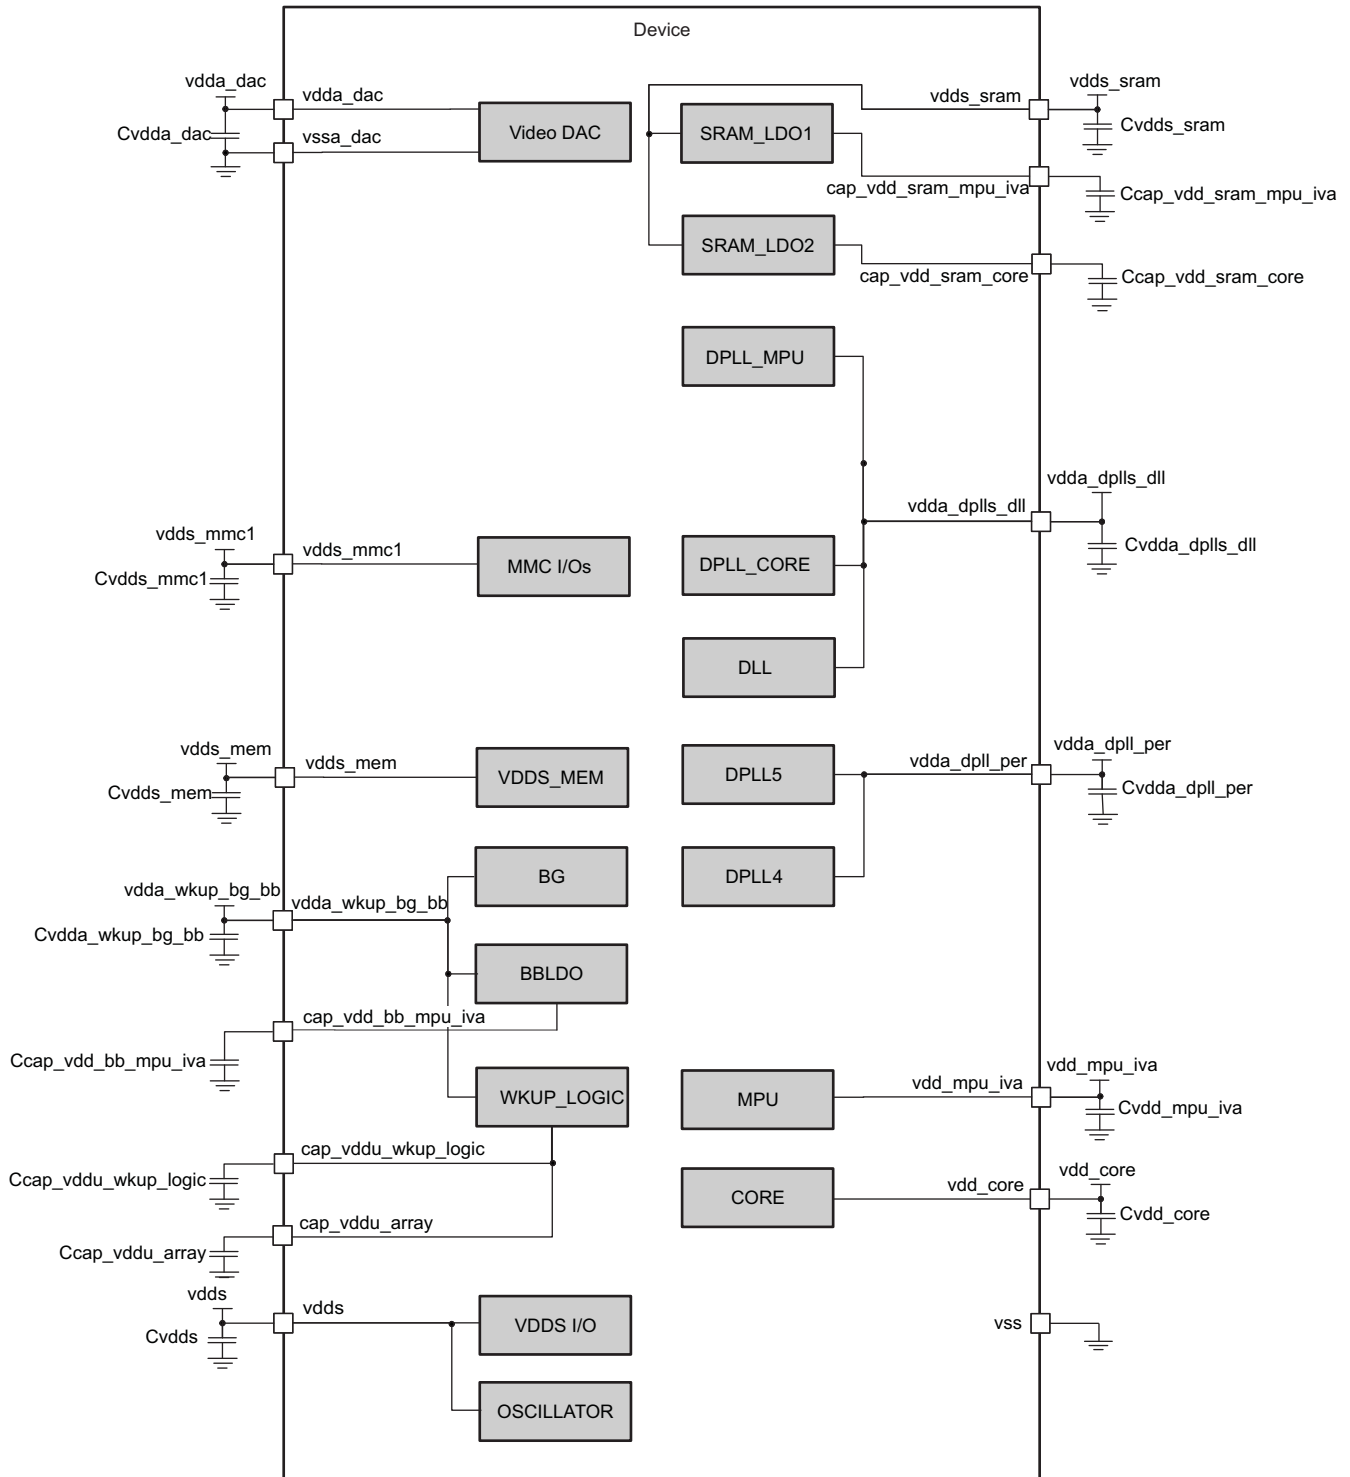 Device
vdda_dac
vdda_dac
Cvdda_dac
vssa_dac
Video DAC
vdds_sram
vdds_sram
Cvdds_sram
SRAM_LDO1
cap_vdd_sram_mpu_iva
Ccap_vdd_sram_mpu_iva
SRAM_LDO2
cap_vdd_sram_core
Ccap_vdd_sram_core
DPLL_MPU
vdda_dplls_dll
vdda_dplls_dll
Cvdda_dplls_dll
vdds_mmc1
vdds_mmc1
Cvdds_mmc1
MMC I/Os
DPLL_CORE
DLL
vdds_mem
vdds_mem
Cvdds_mem
VDDS_MEM
DPLL5
vdda_dpll_per
vdda_dpll_per
Cvdda_dpll_per
BG
DPLL4
vdda_wkup_bg_bb
vdda_wkup_bg_bb
Cvdda_wkup_bg_bb
BBLDO
cap_vdd_bb_mpu_iva
Ccap_vdd_bb_mpu_iva
WKUP_LOGIC
MPU
vdd_mpu_iva
vdd_mpu_iva
Cvdd_mpu_iva
cap_vddu_wkup_logic
Ccap_vddu_wkup_logic
CORE
vdd_core
vdd_core
Cvdd_core
cap_vddu_array
Ccap_vddu_array
vdds
vdds
Cvdds
VDDS I/O
vss
OSCILLATOR